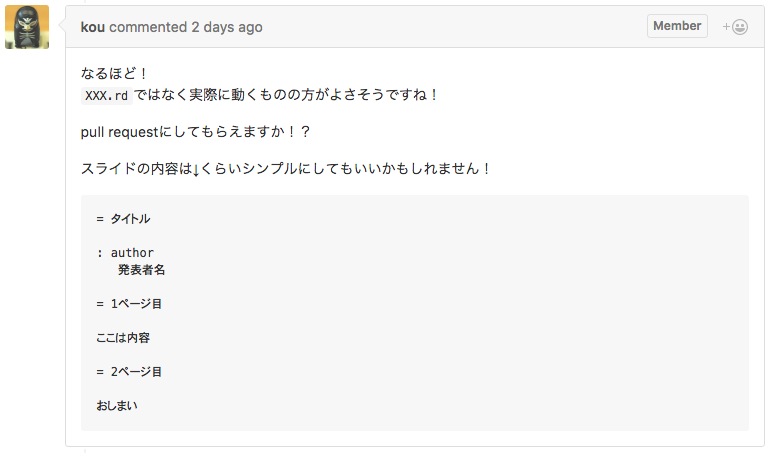 kou commented 2 days ago
Member
なるほど！
XXX.rdではなく実際に動くものの方がよさそうですね！
pull requestにしてもらえますか！？
スライドの内容は↓くらいシンプルにしてもいいかもしれません！
= タイトル
: author
   発表者名
= 1ページ目
ここは内容
= 2ページ目
おしまい